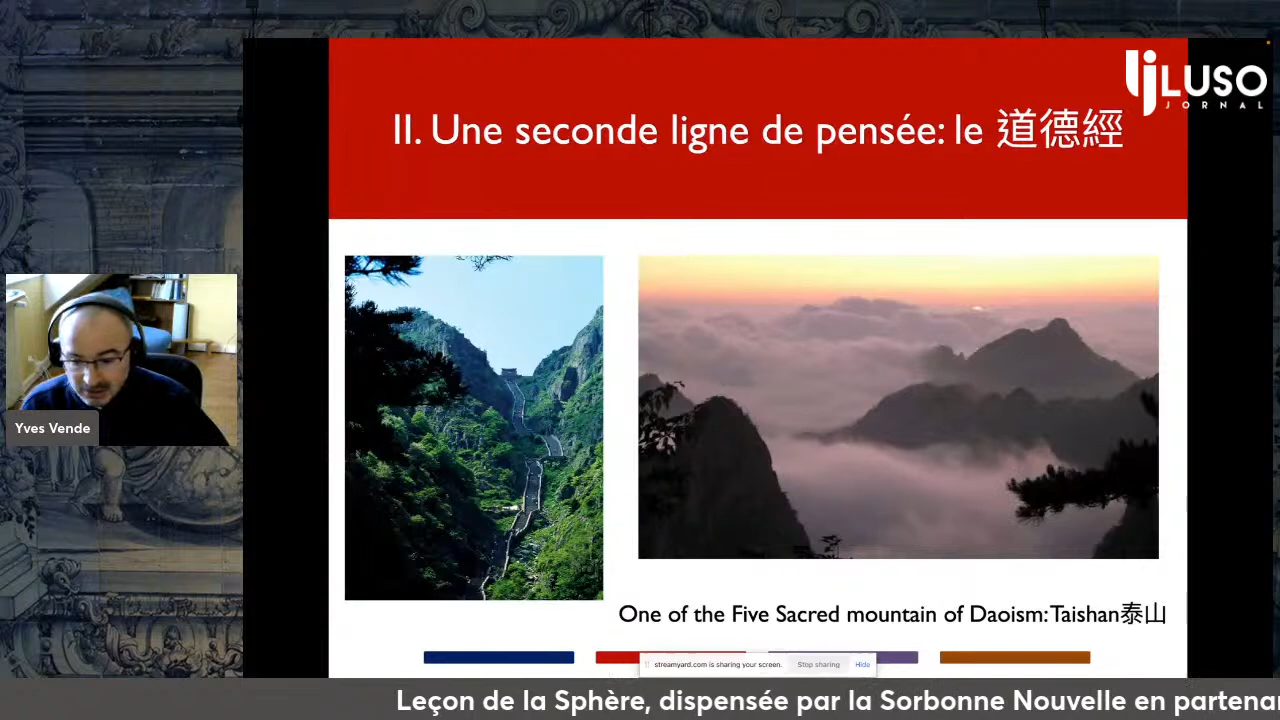 LUSO
JORNAL
II. Une seconde ligne de pensée: le 道德經
Yves Vende
One of the Five Sacred mountain of Daoism: Taishan泰山
streamyard.com is sharing your screen.
Stop sharing
Hide
Leçon de la Sphère, dispensée par la Sorbonne Nouvelle en partenar